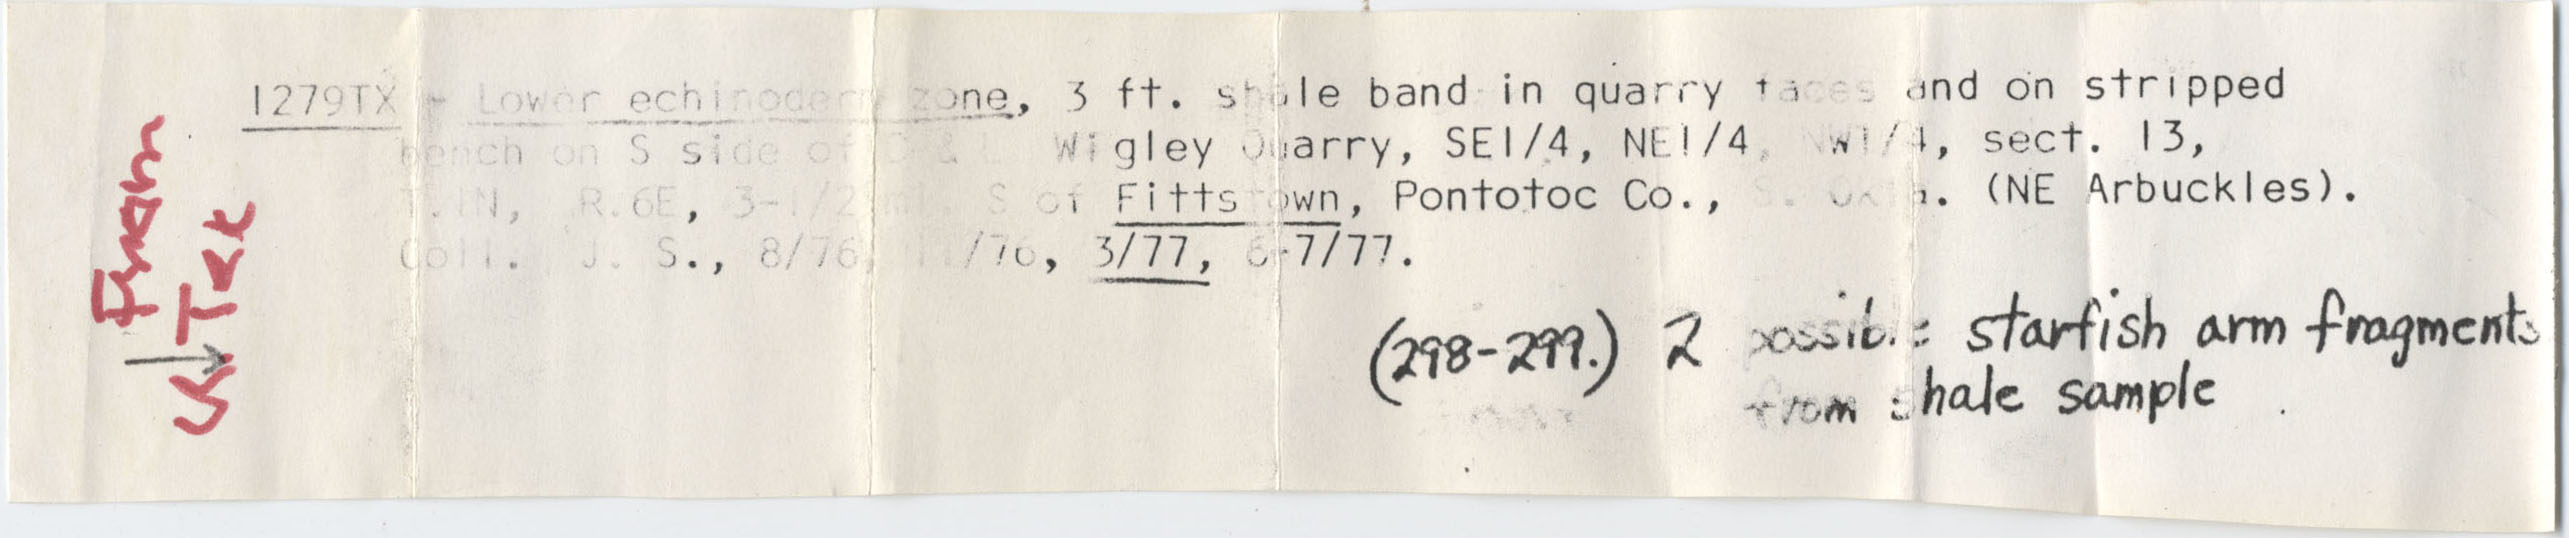 1279TX - Lower echinoderm zone, 3 ft. shale band in quarry faces and on stripped
bench on S side of D & L Wigley Quarry, SE1/4, NE1/4, NW1/4, sect. 13,
T.1N, R.6E, 3-1/2 mi. S of Fittstown, Pontotoc Co., S. Okla. (NE Arbuckles).
Coll. J. S., 8/76, 11/76, 3/77, 6-7/77.
(298-299.) 2 possible starfish arm fragments
from shale sample
From